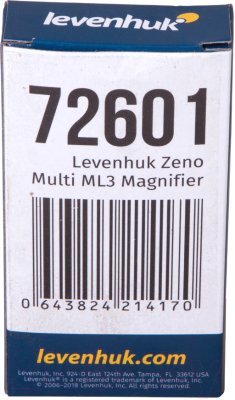 levenhuk
72601
Levenhuk Zeno
Multi ML3 Magnifier
0 643824 214170
levenhuk.com
Levenhuk, Inc. 924-D East 124th Ave. Tampa, FL 33612 USA
Levenhuk® is a registered trademark of Levenhuk, Inc.
© 2006-2018 Levenhuk, Inc. All rights reserved.